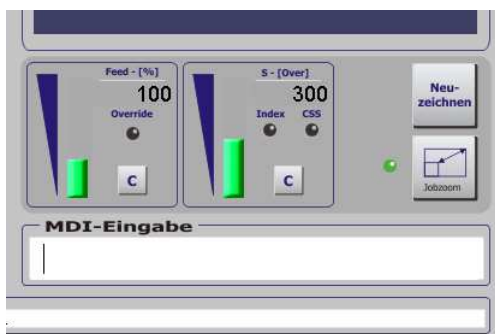 Feed - [%]
100
Override
C
S - [Over]
300
Index CSS
C
Neu-
zeichnen
Jobzoom
MDI-Eingabe